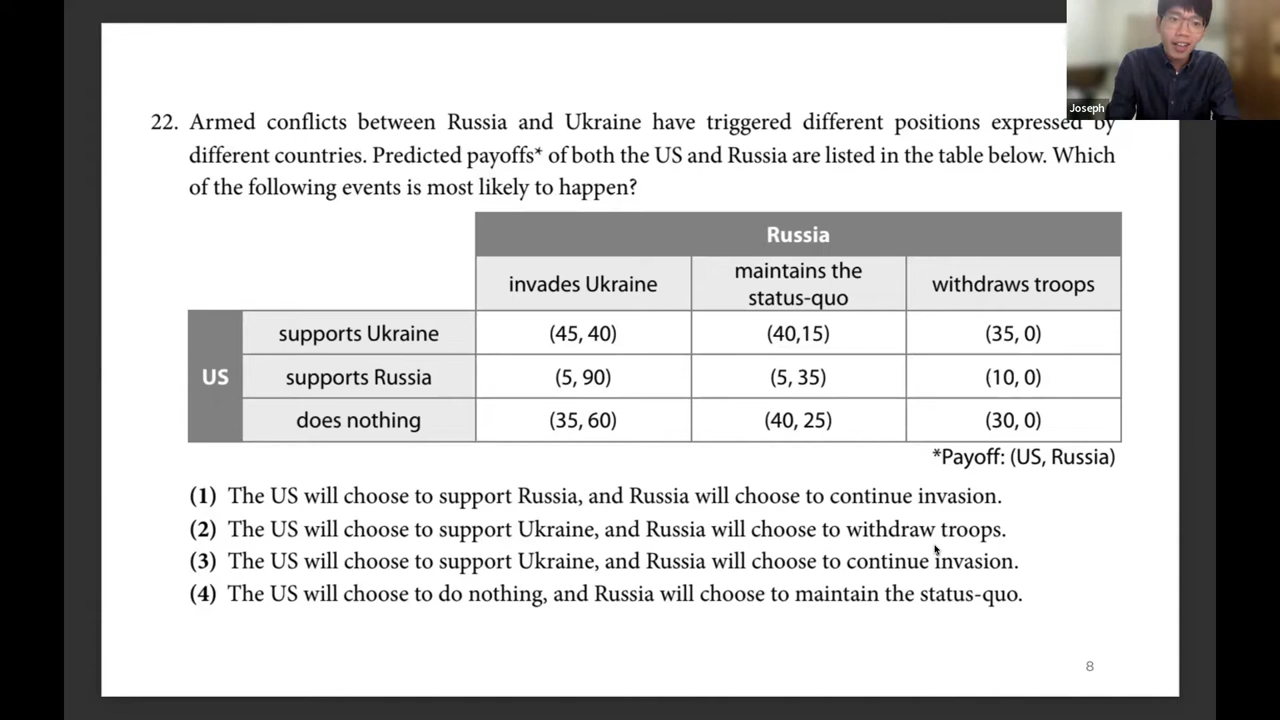 Joseph
22. Armed conflicts between Russia and Ukraine have triggered different positions expressed by
different countries. Predicted payoffs* of both the US and Russia are listed in the table below. Which
of the following events is most likely to happen?
Russia
invades Ukraine
maintains the
status-quo
withdraws troops
US
supports Ukraine (45, 40) (40,15) (35, 0)
supports Russia (5, 90) (5, 35) (10, 0)
does nothing (35, 60) (40, 25) (30, 0)
*Payoff: (US, Russia)
(1) The US will choose to support Russia, and Russia will choose to continue invasion.
(2) The US will choose to support Ukraine, and Russia will choose to withdraw troops.
(3) The US will choose to support Ukraine, and Russia will choose to continue invasion.
(4) The US will choose to do nothing, and Russia will choose to maintain the status-quo.
8